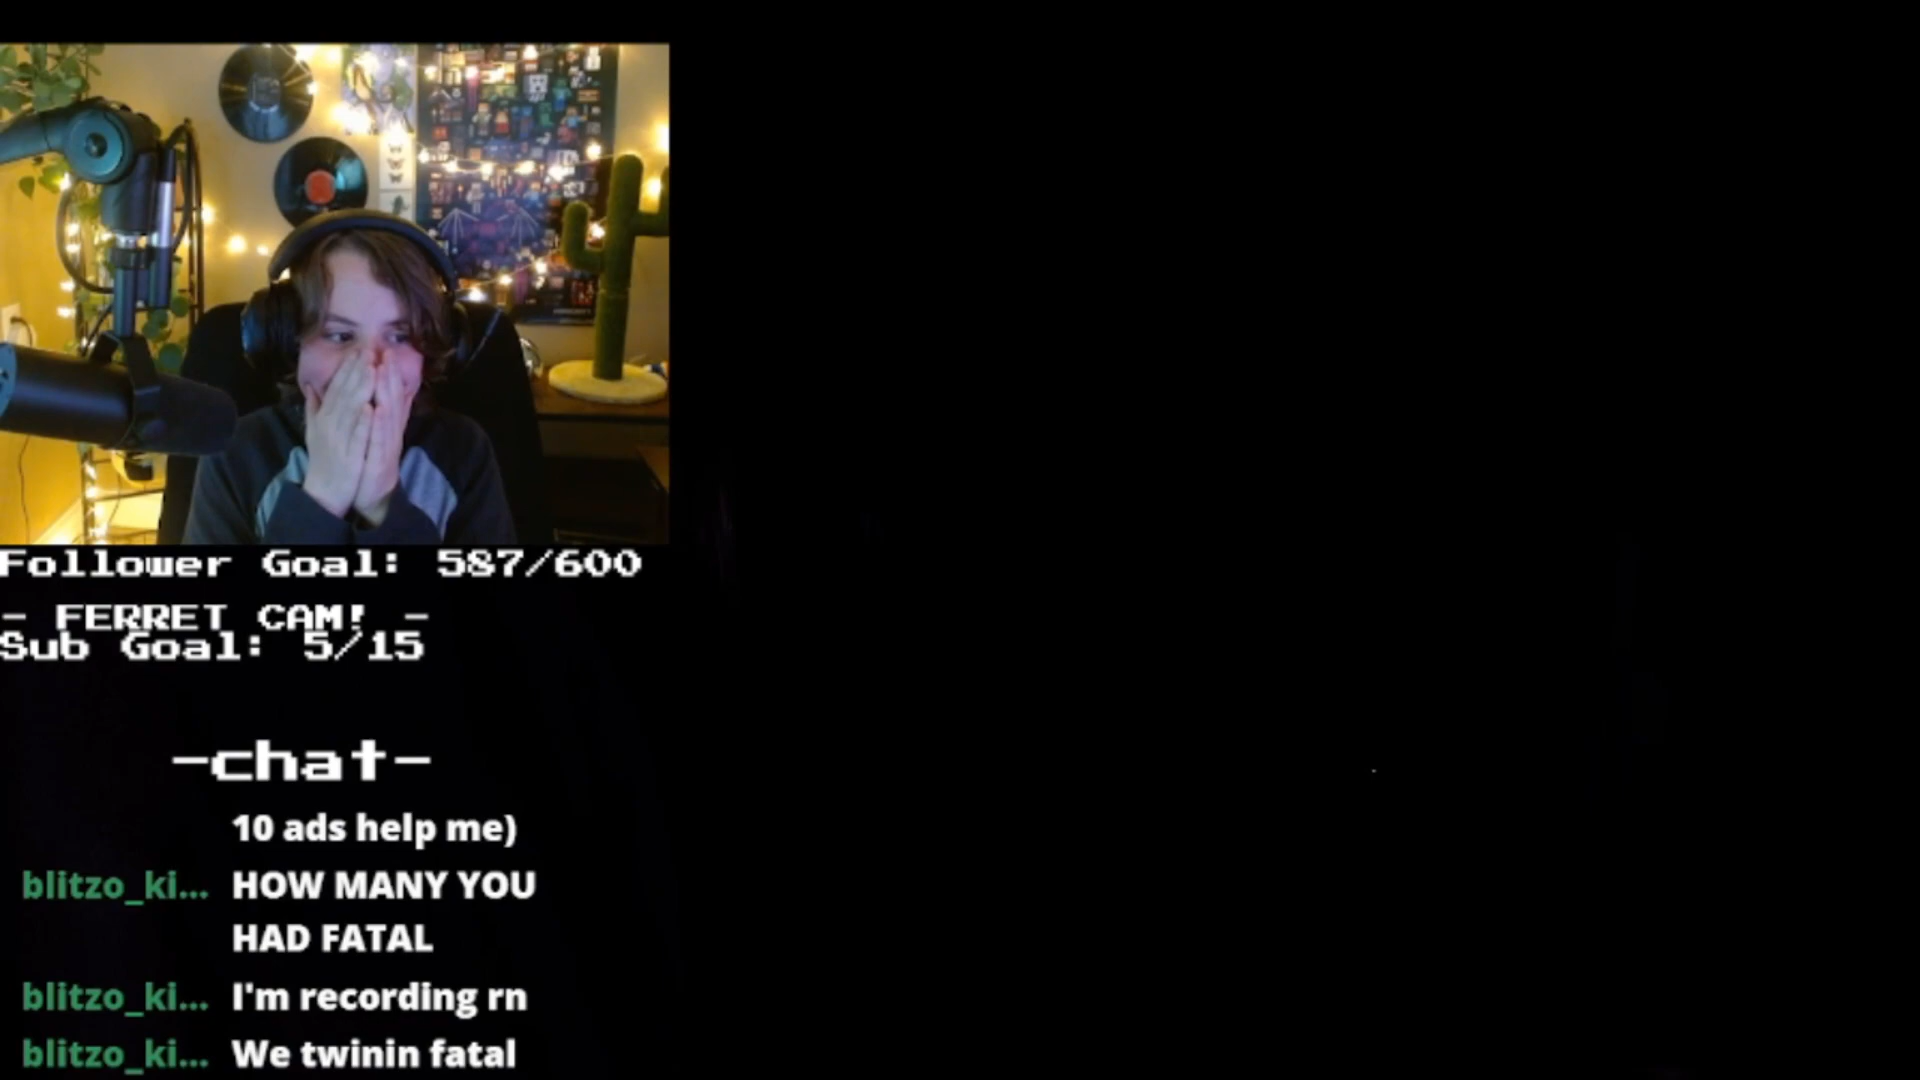 Follower Goal: 587/600
- FERRET CAM! -
Sub Goal: 5/15
-chat-
10 ads help me)
blitzo_ki... HOW MANY YOU
HAD FATAL
blitzo_ki... I'm recording rn
blitzo_ki... We twinin fatal